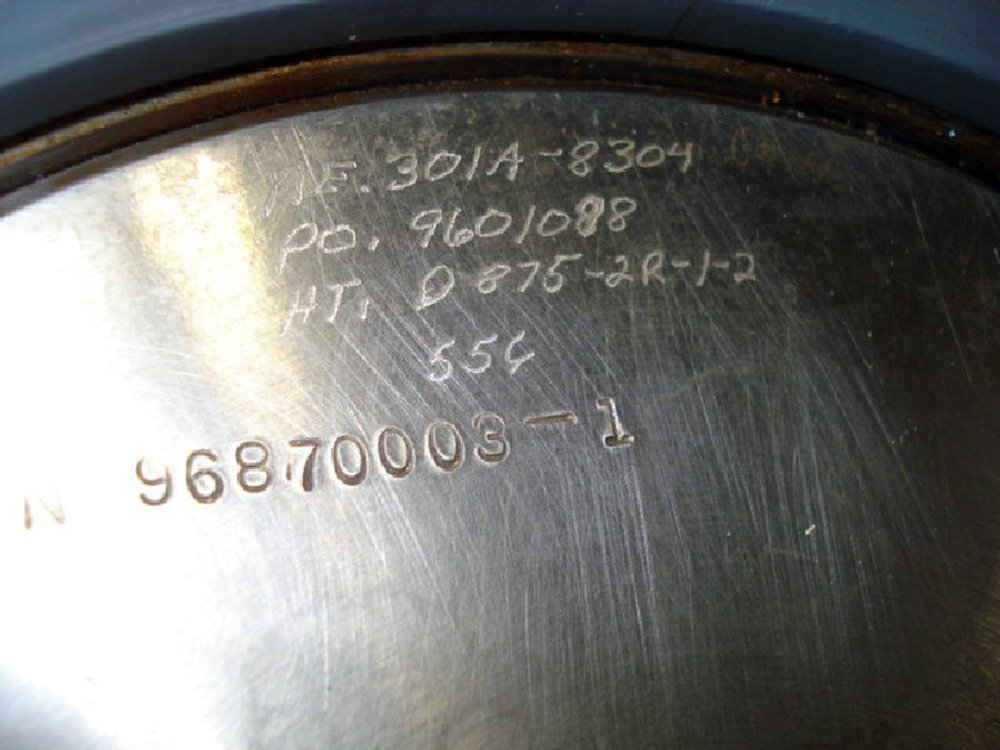 301A-8304
PO. 9601088
HT. D 875-2R-1-2
55C
N 96870003-1